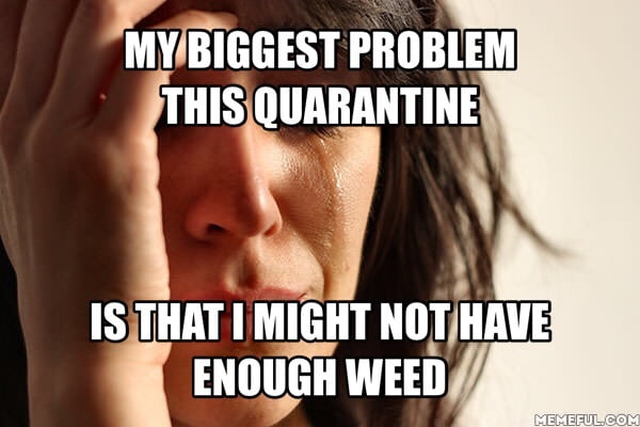 MY BIGGEST PROBLEM
THIS QUARANTINE
IS THAT I MIGHT NOT HAVE
ENOUGH WEED
MEMEFUL.COM